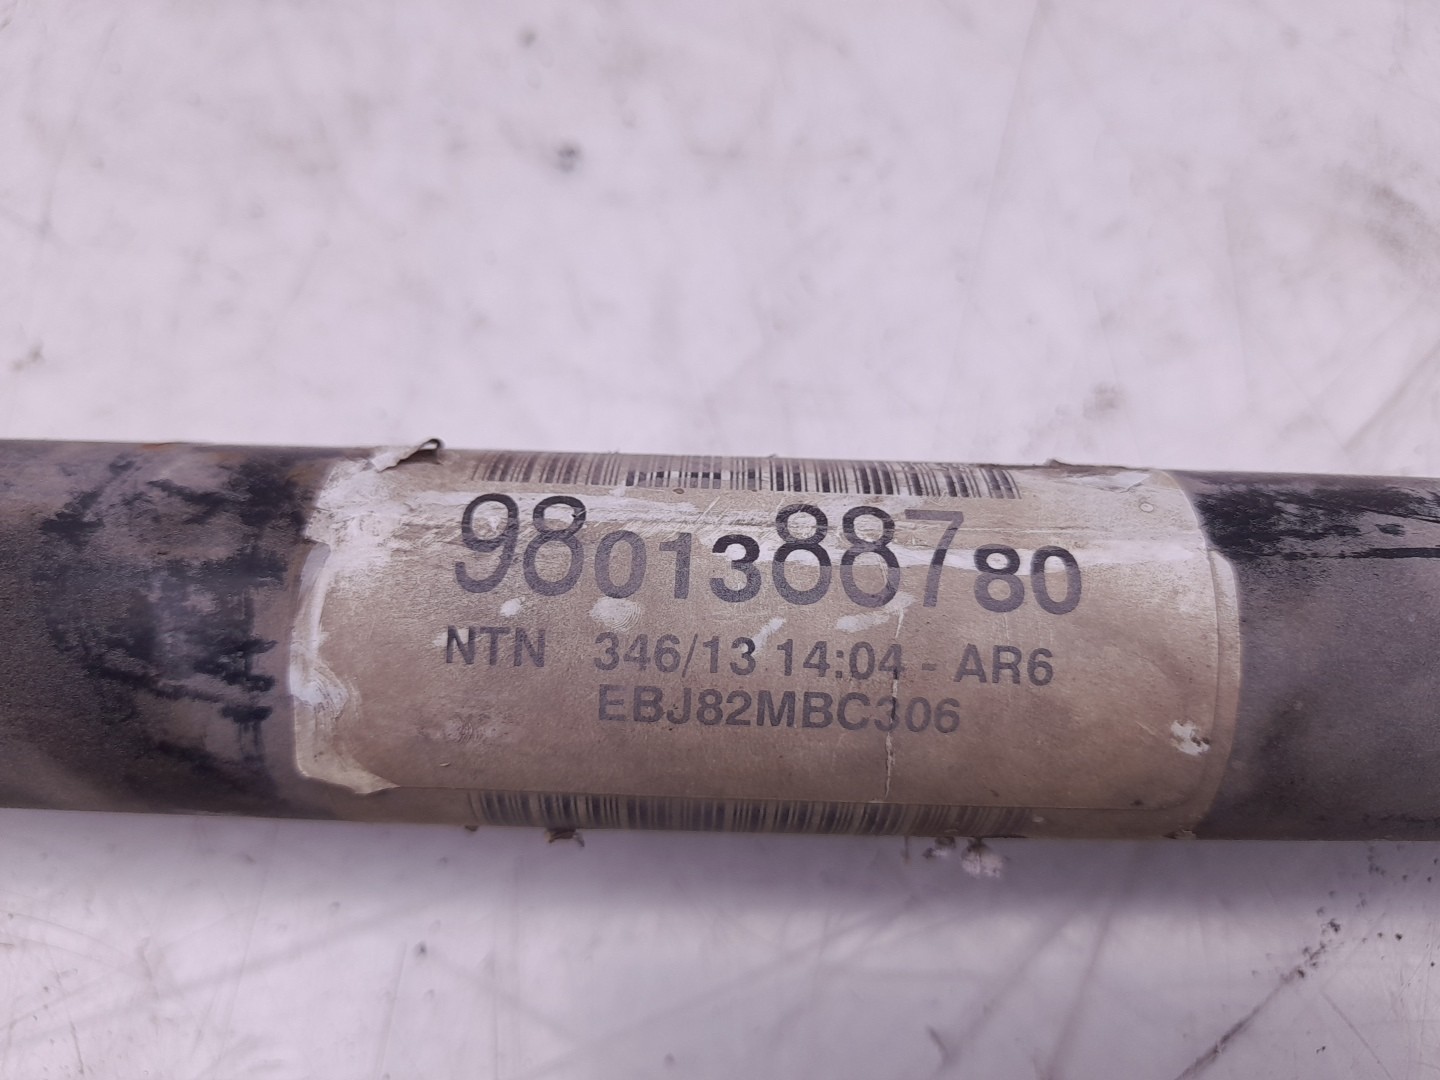 9801388780
NTN 346/13 14:04 - AR6
EBJ82MBC306